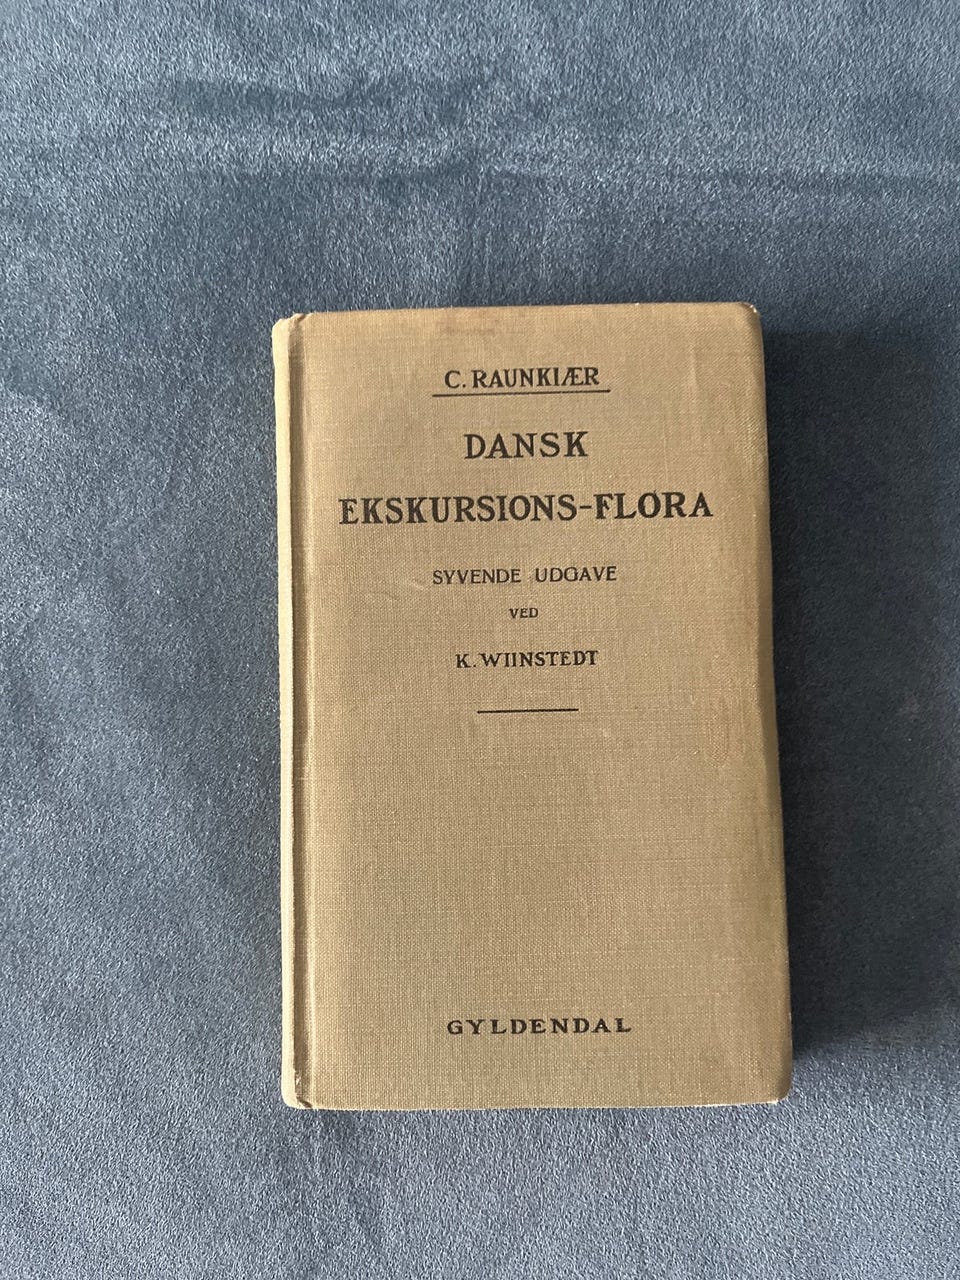 C. RAUNKIÆR
DANSK
EKSKURSIONS-FLORA
SYVENDE UDGAVE
VED
K. WIINSTEDT
GYLDENDAL